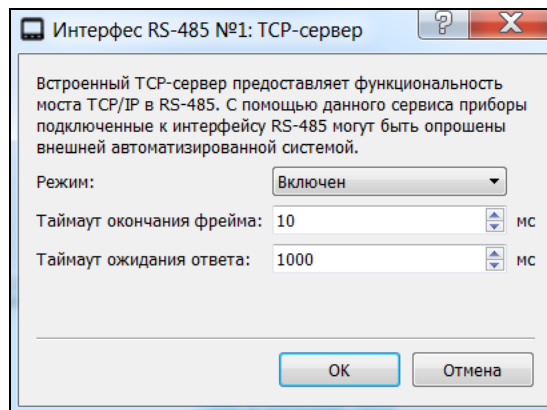 Интерфес RS-485 №1: TCP-сервер
Встроенный TCP-сервер предоставляет функциональность
моста TCP/IP в RS-485. С помощью данного сервиса приборы
подключенные к интерфейсу RS-485 могут быть опрошены
внешней автоматизированной системой.
Режим: Включен
Таймаут окончания фрейма: 10 мс
Таймаут ожидания ответа: 1000 мс
OK Отмена